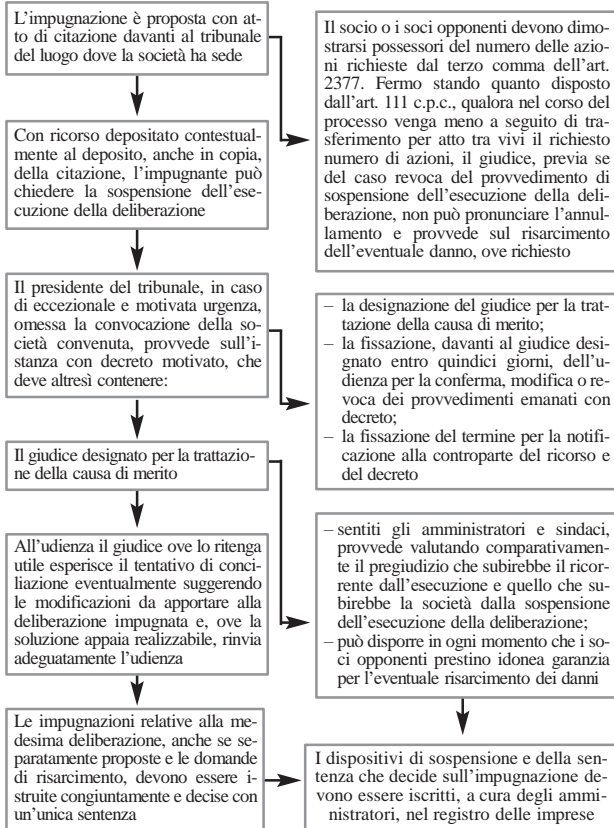 L'impugnazione è proposta con at-
to di citazione davanti al tribunale
del luogo dove la società ha sede
Il socio o i soci opponenti devono dimo-
strarsi possessori del numero delle azio-
ni richieste dal terzo comma dell'art.
2377. Fermo stando quanto disposto
dall'art. 111 c.p.c., qualora nel corso del
processo venga meno a seguito di tra-
sferimento per atto tra vivi il richiesto
numero di azioni, il giudice, previa se
del caso revoca del provvedimento di
sospensione dell'esecuzione della deli-
berazione, non può pronunciare l'annul-
lamento e provvede sul risarcimento
dell'eventuale danno, ove richiesto
Con ricorso depositato contestual-
mente al deposito, anche in copia,
della citazione, l'impugnante può
chiedere la sospensione dell'ese-
cuzione della deliberazione
Il presidente del tribunale, in caso
di eccezionale e motivata urgenza,
omessa la convocazione della so-
cietà convenuta, provvede sull'i-
stanza con decreto motivato, che
deve altresì contenere:
– la designazione del giudice per la trat-
tazione della causa di merito;
– la fissazione, davanti al giudice desi-
gnato entro quindici giorni, dell'u-
dienza per la conferma, modifica o re-
voca dei provvedimenti emanati con
decreto;
– la fissazione del termine per la notifi-
cazione alla controparte del ricorso e
del decreto
Il giudice designato per la trattazio-
ne della causa di merito
– sentiti gli amministratori e sindaci,
provvede valutando comparativamen-
te il pregiudizio che subirebbe il ricor-
rente dall'esecuzione e quello che su-
birebbe la società dalla sospensione
dell'esecuzione della deliberazione;
– può disporre in ogni momento che i so-
ci opponenti prestino idonea garanzia
per l'eventuale risarcimento dei danni
All'udienza il giudice ove lo ritenga
utile esperisce il tentativo di conci-
liazione eventualmente suggerendo
le modificazioni da apportare alla
deliberazione impugnata e, ove la
soluzione appaia realizzabile, rinvia
adeguatamente l'udienza
Le impugnazioni relative alla me-
desima deliberazione, anche se se-
paratamente proposte e le domande
di risarcimento, devono essere i-
struite congiuntamente e decise con
un'unica sentenza
I dispositivi di sospensione e della sen-
tenza che decide sull'impugnazione de-
vono essere iscritti, a cura degli ammi-
nistratori, nel registro delle imprese